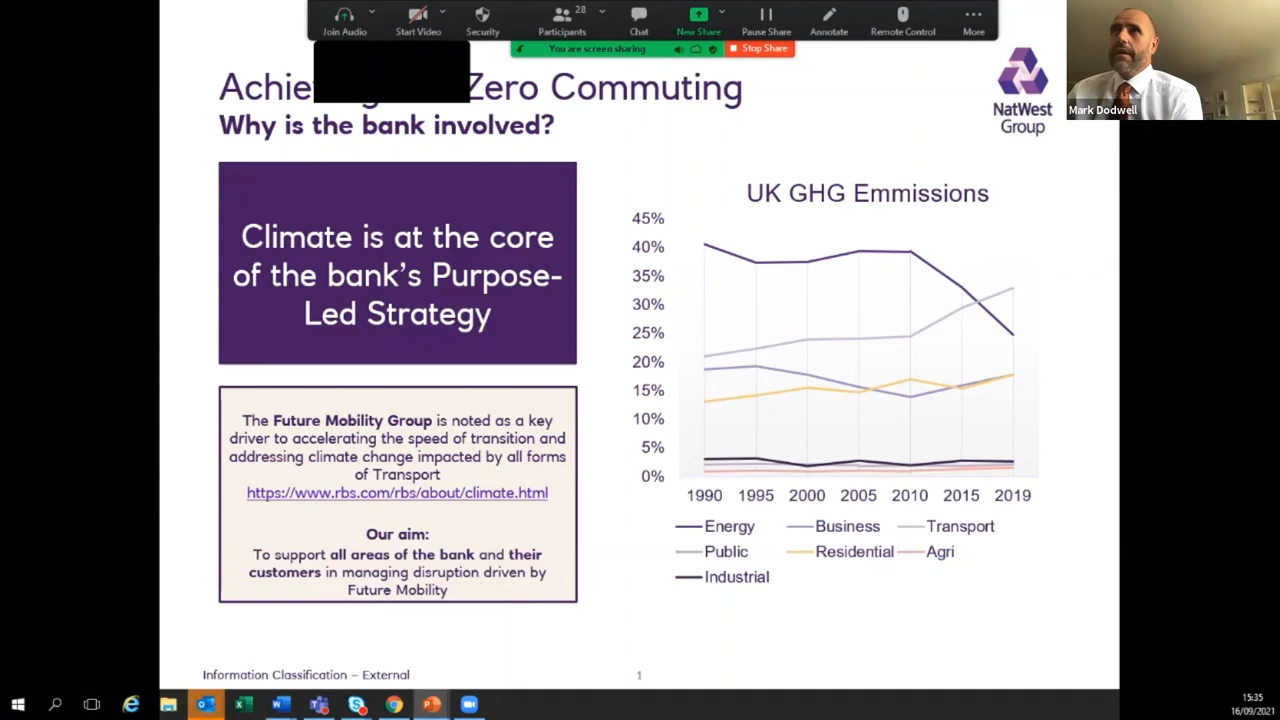 Join Audio
Start Video
Security
28
Participants
Chat
New Share
Pause Share
Annotate
Remote Control
More
You are screen sharing
Stop Share
Mark Dodwell
Zero Commuting
Why is the bank involved?
NatWest
Group
Climate is at the core
of the bank's Purpose-
Led Strategy
The Future Mobility Group is noted as a key
driver to accelerating the speed of transition and
addressing climate change impacted by all forms
of Transport
https://www.rbs.com/rbs/about/climate.html
Our aim:
To support all areas of the bank and their
customers in managing disruption driven by
Future Mobility
UK GHG Emmissions
45%
40%
35%
30%
25%
20%
15%
10%
5%
0%
1990 1995 2000 2005 2010 2015 2019
Energy Business Transport
Public Residential Agri
Industrial
Information Classification – External
1
15:35
16/09/2021